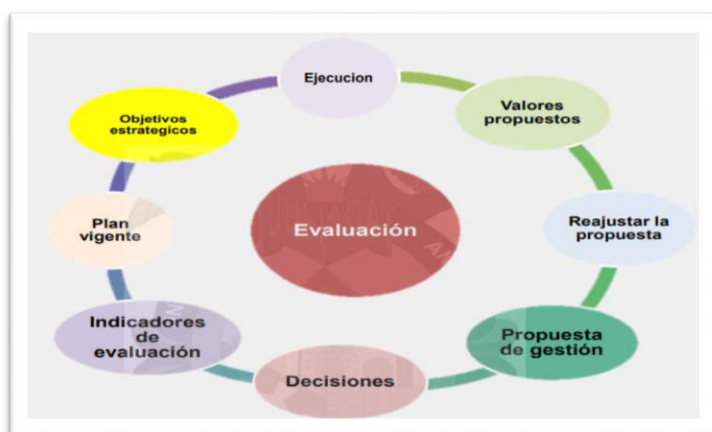 Ejecucion
Valores
propuestos
Objetivos
estrategicos
Reajustar la
propuesta
Plan
vigente
Evaluación
Indicadores
de
evaluación
Propuesta
de gestión
Decisiones